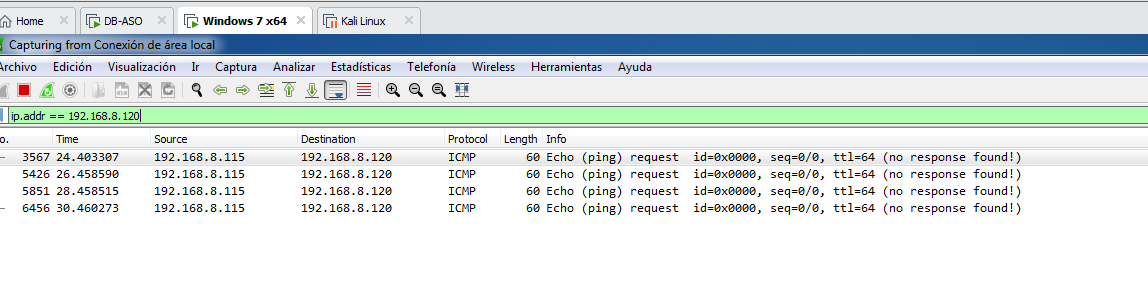 Home DB-ASO Windows 7 x64 Kali Linux
Capturing from Conexión de área local
Archivo Edición Visualización Ir Captura Analizar Estadísticas Telefonía Wireless Herramientas Ayuda
ip.addr == 192.168.8.120
o. Time Source Destination Protocol Length Info
3567 24.403307 192.168.8.115 192.168.8.120 ICMP 60 Echo (ping) request id=0x0000, seq=0/0, ttl=64 (no response found!)
5426 26.458590 192.168.8.115 192.168.8.120 ICMP 60 Echo (ping) request id=0x0000, seq=0/0, ttl=64 (no response found!)
5851 28.458515 192.168.8.115 192.168.8.120 ICMP 60 Echo (ping) request id=0x0000, seq=0/0, ttl=64 (no response found!)
6456 30.460273 192.168.8.115 192.168.8.120 ICMP 60 Echo (ping) request id=0x0000, seq=0/0, ttl=64 (no response found!)